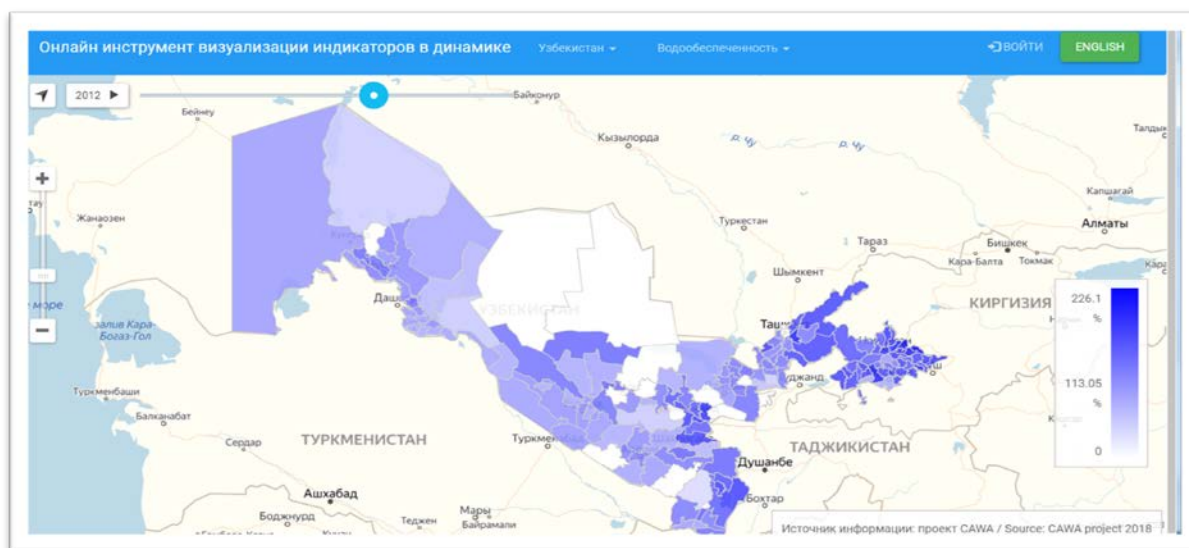 Онлайн инструмент визуализации индикаторов в динамике Узбекистан Водообеспеченность ВОЙТИ ENGLISH
2012
Байконур
Бейнеу
Кызылорда
р. Чу р. Чу
Талдык
Капшагай
Жанаозен
Туркестан
Алматы
Тараз
Бишкек
Кара-Балта Токмак
Шымкент
КИРГИЗИЯ
226.1
%
море
Даш
УЗБЕКИСТАН
залив Кара-
Богаз-Гол
Таш
уджанд
113.05
%
Туркменбаши
Балканабат
Сердар
ТУРКМЕНИСТАН
Туркмен
ТАДЖИКИСТАН
0
Душанбе
Ашхабад
Мары
Бохтар
Боджнурд
Теджен
Байрамали
Источник информации: проект CAWA / Source: CAWA project 2018